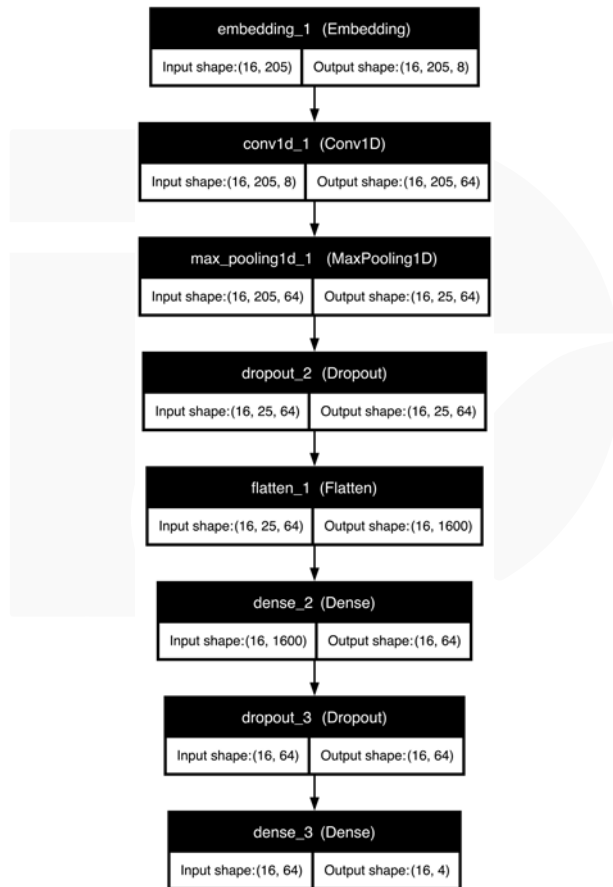 embedding_1 (Embedding)
Input shape:(16, 205) Output shape:(16, 205, 8)
conv1d_1 (Conv1D)
Input shape:(16, 205, 8) Output shape:(16, 205, 64)
max_pooling1d_1 (MaxPooling1D)
Input shape:(16, 205, 64) Output shape:(16, 25, 64)
dropout_2 (Dropout)
Input shape:(16, 25, 64) Output shape:(16, 25, 64)
flatten_1 (Flatten)
Input shape:(16, 25, 64) Output shape:(16, 1600)
dense_2 (Dense)
Input shape:(16, 1600) Output shape:(16, 64)
dropout_3 (Dropout)
Input shape:(16, 64) Output shape:(16, 64)
dense_3 (Dense)
Input shape:(16, 64) Output shape:(16, 4)